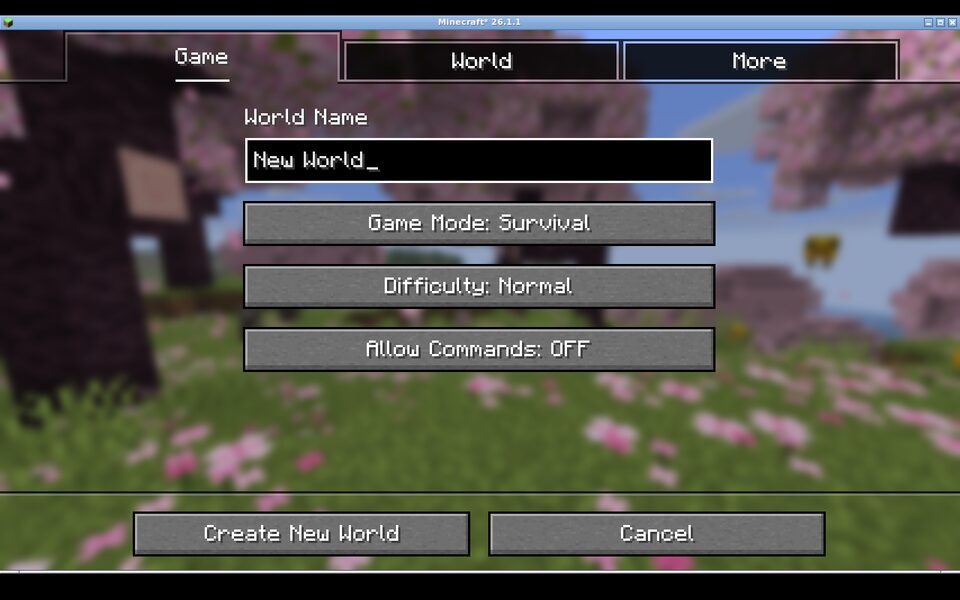 Minecraft* 26.1.1
Game
World
More
World Name
New World_
Game Mode: Survival
Difficulty: Normal
Allow Commands: OFF
Create New World
Cancel